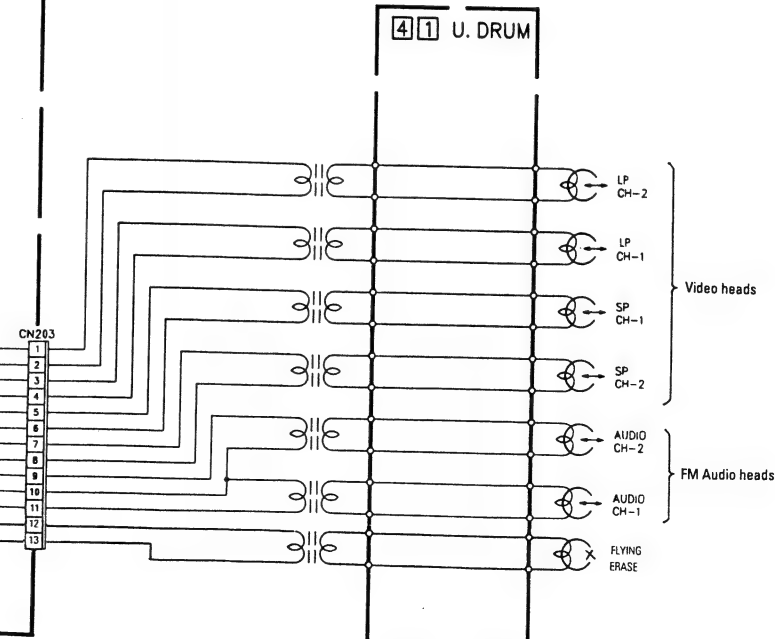 4 1 U. DRUM
LP
CH-2
LP
CH-1
Video heads
SP
CH-1
SP
CH-2
CN203
1
2
3
4
5
6
7
8
9
10
11
12
13
AUDIO
CH-2
FM Audio heads
AUDIO
CH-1
FLYING
ERASE